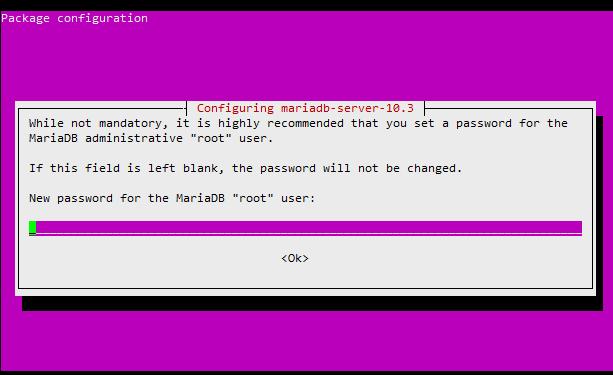 Package configuration
Configuring mariadb-server-10.3
While not mandatory, it is highly recommended that you set a password for the
MariaDB administrative "root" user.
If this field is left blank, the password will not be changed.
New password for the MariaDB "root" user:
<Ok>